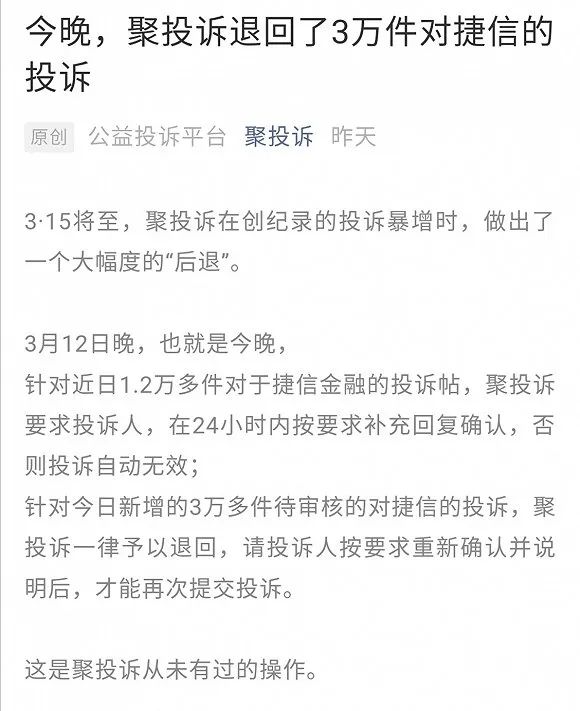 今晚，聚投诉退回了3万件对捷信的
投诉
原创 公益投诉平台 聚投诉 昨天
3·15将至，聚投诉在创纪录的投诉暴增时，做出了
一个大幅度的“后退”。
3月12日晚，也就是今晚，
针对近日1.2万多件对于捷信金融的投诉帖，聚投诉
要求投诉人，在24小时内按要求补充回复确认，否
则投诉自动无效；
针对今日新增的3万多件待审核的对捷信的投诉，聚
投诉一律予以退回，请投诉人按要求重新确认并说
明后，才能再次提交投诉。
这是聚投诉从未有过的操作。